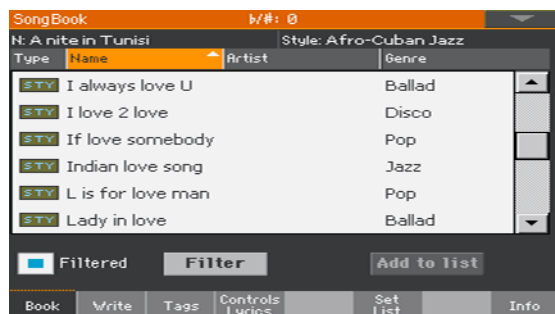 SongBook ♭/#: 0
N: A nite in Tunisi Style: Afro-Cuban Jazz
Type Name Artist Genre
STY I always love U Ballad
STY I love 2 love Disco
STY If love somebody Pop
STY Indian love song Jazz
STY L is for love man Pop
STY Lady in love Ballad
Filtered Filter Add to list
Book Write Tags Controls Lyrics Set List Info